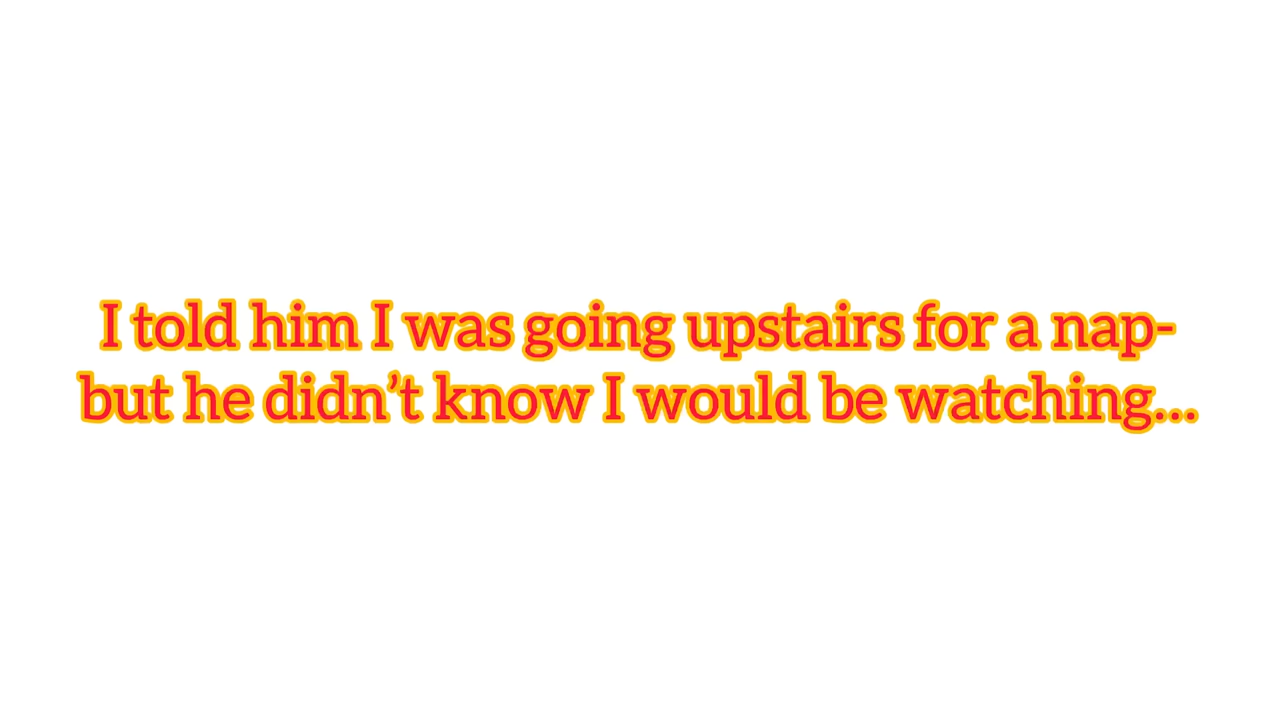 I told him I was going upstairs for a nap-
but he didn’t know I would be watching...